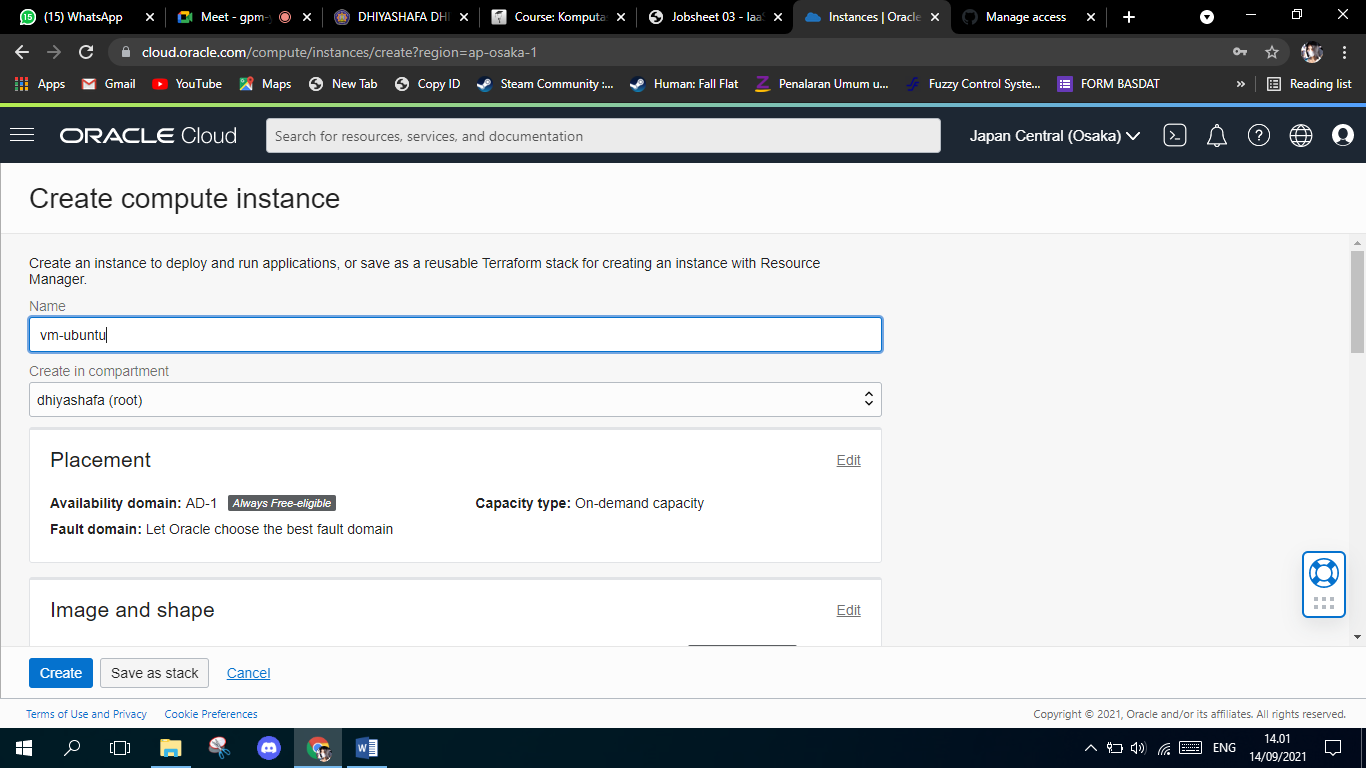 (15) WhatsApp
Meet - gpm-
DHIYASHAFA DH
Course: Komputa
Jobsheet 03 - Iaa
Instances | Oracle
Manage access
cloud.oracle.com/compute/instances/create?region=ap-osaka-1
Apps
Gmail
YouTube
Maps
New Tab
Copy ID
Steam Community :...
Human: Fall Flat
Penalaran Umum u...
Fuzzy Control Syste...
FORM BASDAT
»
Reading list
ORACLE Cloud
Search for resources, services, and documentation
Japan Central (Osaka)
Create compute instance
Create an instance to deploy and run applications, or save as a reusable Terraform stack for creating an instance with Resource
Manager.
Name
vm-ubuntu
Create in compartment
dhiyashafa (root)
Placement
Edit
Availability domain: AD-1 Always Free-eligible
Capacity type: On-demand capacity
Fault domain: Let Oracle choose the best fault domain
Image and shape
Edit
Create
Save as stack
Cancel
Terms of Use and Privacy
Cookie Preferences
Copyright © 2021, Oracle and/or its affiliates. All rights reserved.
ENG
14.01
14/09/2021